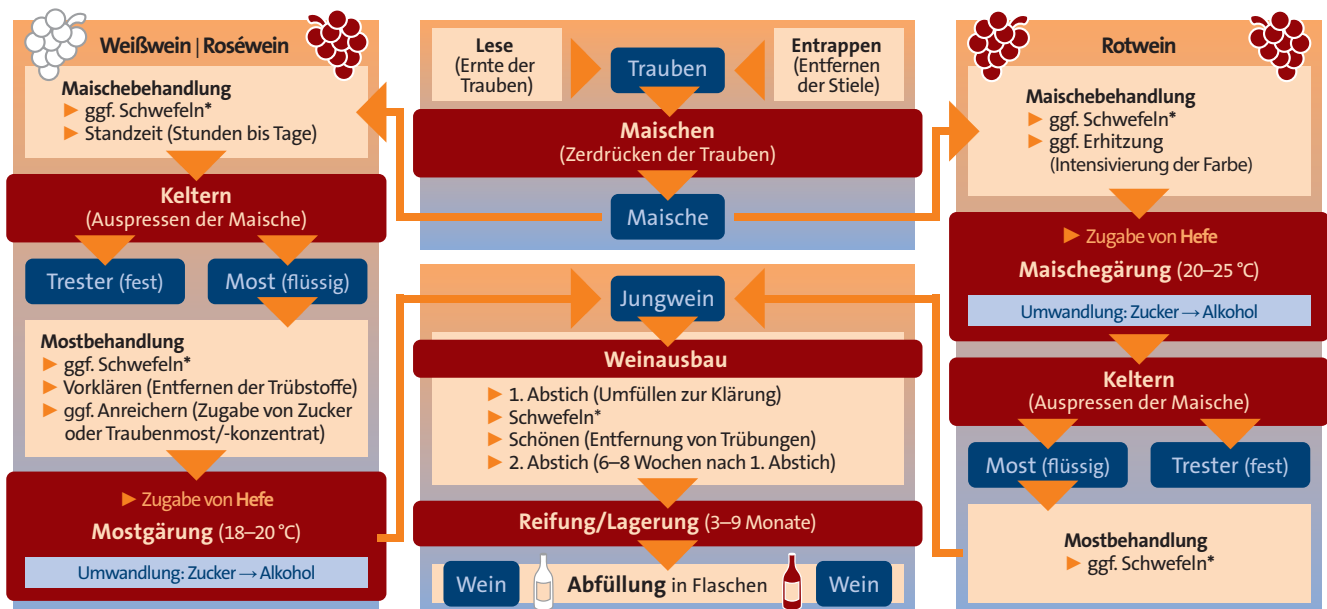 Weißwein | Roséwein
Maischebehandlung
► ggf. Schwefeln*
► Standzeit (Stunden bis Tage)
Keltern
(Auspressen der Maische)
Trester (fest)
Most (flüssig)
Mostbehandlung
► ggf. Schwefeln*
► Vorklären (Entfernen der Trübstoffe)
► ggf. Anreichern (Zugabe von Zucker
oder Traubenmost/-konzentrat)
► Zugabe von Hefe
Mostgärung (18–20 °C)
Umwandlung: Zucker → Alkohol
Lese
(Ernte der
Trauben)
Trauben
Entrappen
(Entfernen
der Stiele)
Maischen
(Zerdrücken der Trauben)
Maische
Jungwein
Weinausbau
► 1. Abstich (Umfüllen zur Klärung)
► Schwefeln*
► Schönen (Entfernung von Trübungen)
► 2. Abstich (6–8 Wochen nach 1. Abstich)
Reifung/Lagerung (3–9 Monate)
Wein
Abfüllung in Flaschen
Wein
Rotwein
Maischebehandlung
► ggf. Schwefeln*
► ggf. Erhitzung
(Intensivierung der Farbe)
► Zugabe von Hefe
Maischegärung (20–25 °C)
Umwandlung: Zucker → Alkohol
Keltern
(Auspressen der Maische)
Most (flüssig)
Trester (fest)
Mostbehandlung
► ggf. Schwefeln*